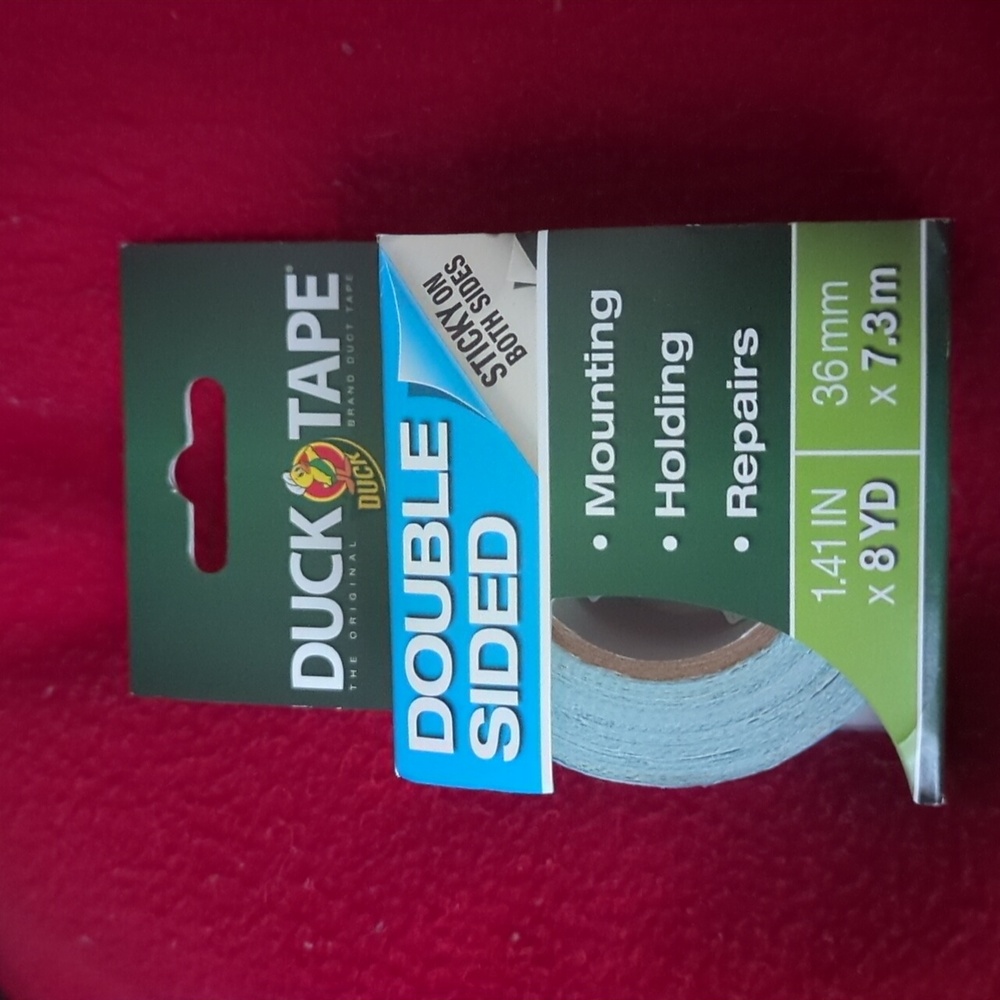 DUCK TAPE®
THE ORIGINAL DUCK BRAND DUCT TAPE
DOUBLE
SIDED
STICKY ON
BOTH SIDES
• Mounting
• Holding
• Repairs
1.41 IN
x 8 YD
36 mm
x 7.3 m